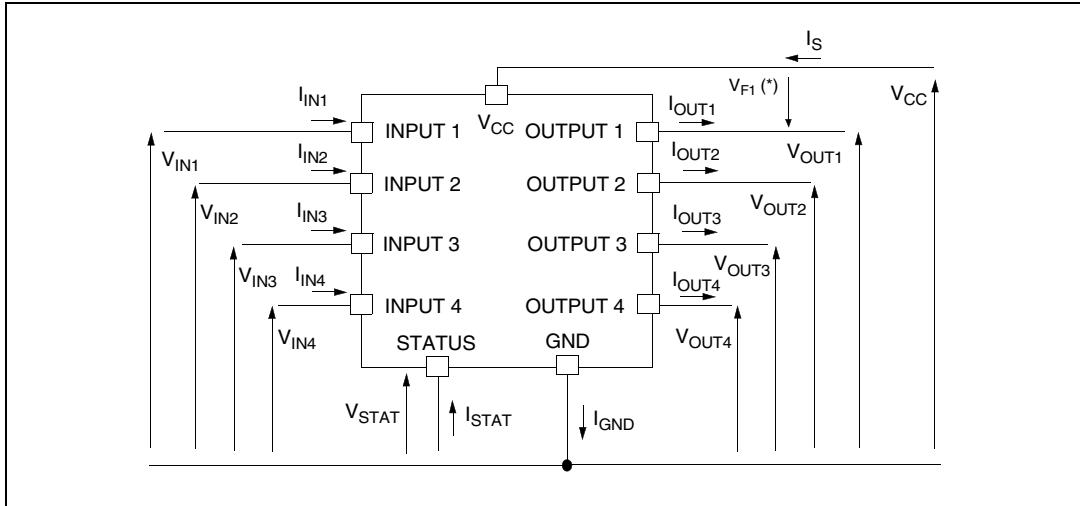 I_S
V_F1 (*)
V_CC
I_IN1
I_OUT1
V_CC
INPUT 1
OUTPUT 1
V_IN1
I_IN2
I_OUT2
V_OUT1
INPUT 2
OUTPUT 2
V_IN2
I_IN3
I_OUT3
V_OUT2
INPUT 3
OUTPUT 3
V_IN3
I_IN4
I_OUT4
V_OUT3
INPUT 4
OUTPUT 4
V_IN4
STATUS
GND
V_OUT4
V_STAT
I_STAT
I_GND